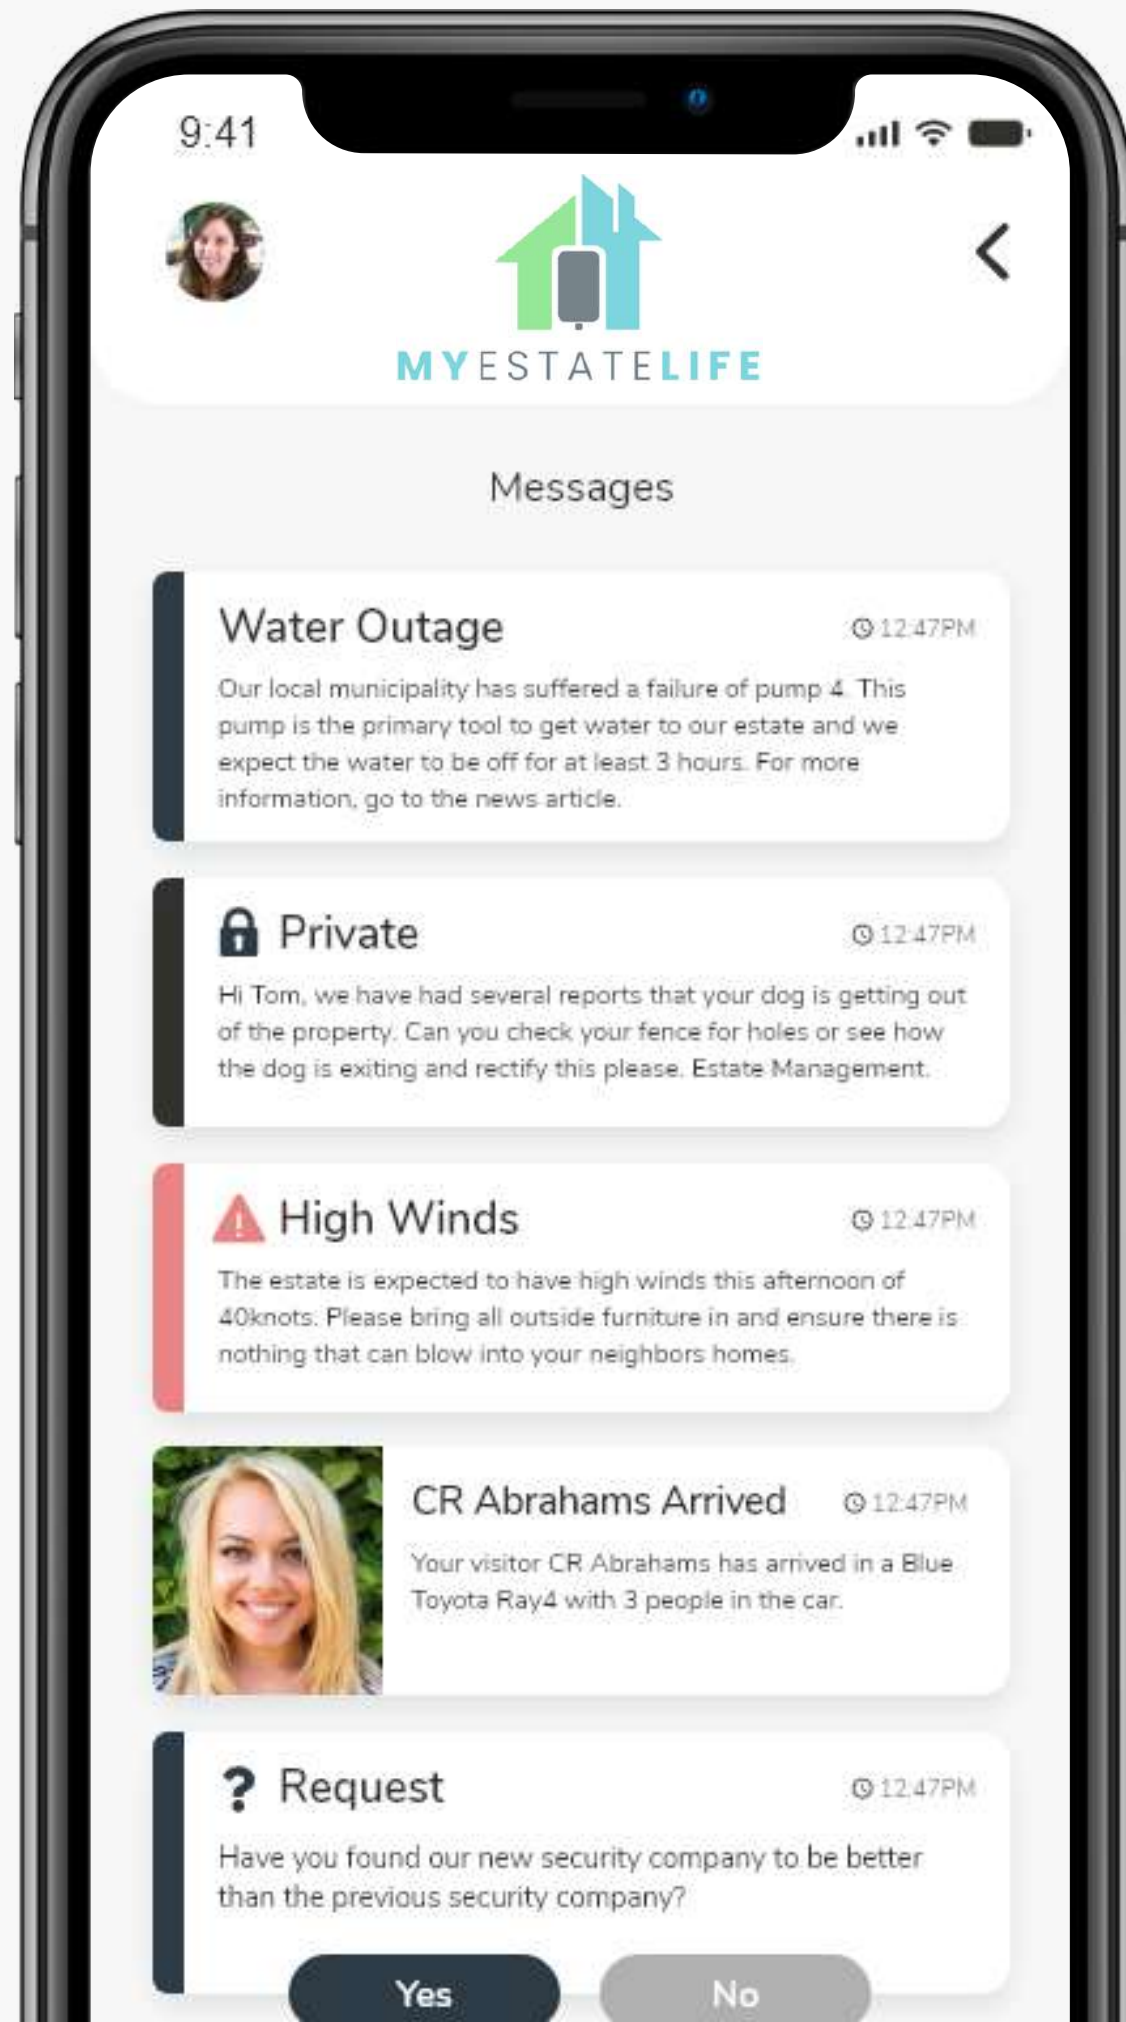 9:41
MYESTATELIFE
Messages
Water Outage
12:47PM
Our local municipality has suffered a failure of pump 4. This
pump is the primary tool to get water to our estate and we
expect the water to be off for at least 3 hours. For more
information, go to the news article.
Private
12:47PM
Hi Tom, we have had several reports that your dog is getting out
of the property. Can you check your fence for holes or see how
the dog is exiting and rectify this please. Estate Management.
High Winds
12:47PM
The estate is expected to have high winds this afternoon of
40knots. Please bring all outside furniture in and ensure there is
nothing that can blow into your neighbors homes.
CR Abrahams Arrived
12:47PM
Your visitor CR Abrahams has arrived in a Blue
Toyota Ray4 with 3 people in the car.
? Request
12:47PM
Have you found our new security company to be better
than the previous security company?
Yes
No